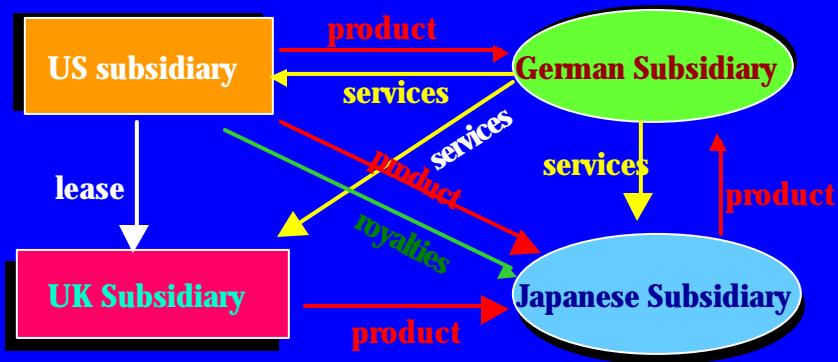 product
US subsidiary
German Subsidiary
services
services
product
services
lease
product
royalties
UK Subsidiary
Japanese Subsidiary
product